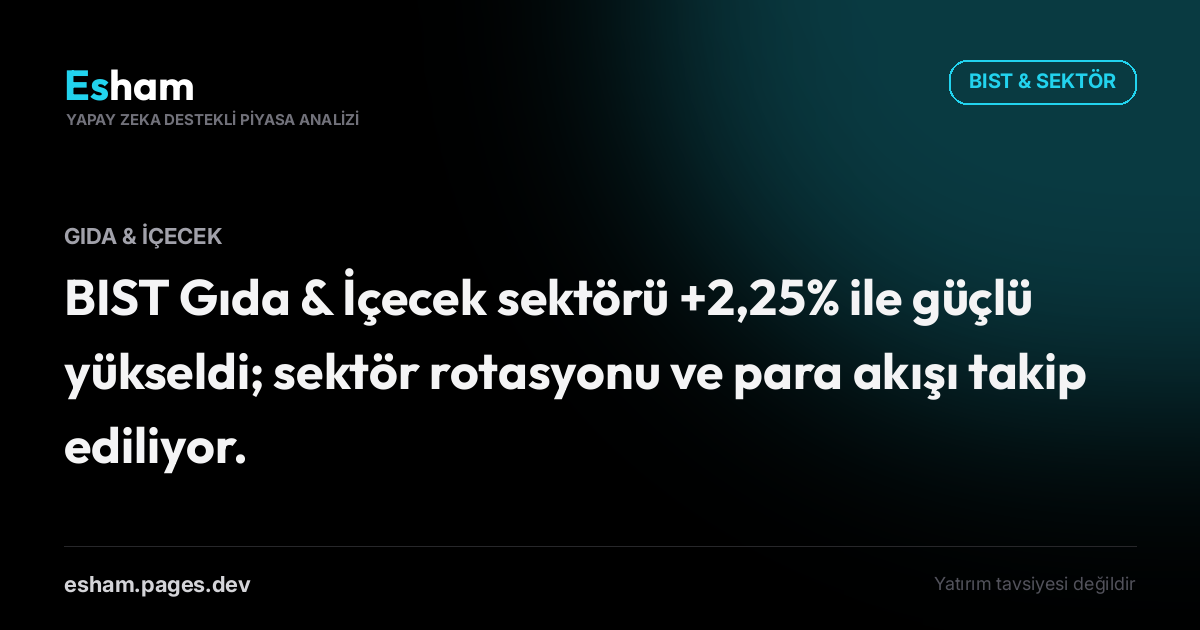 Esham
BIST & SEKTÖR
YAPAY ZEKA DESTEKLİ PİYASA ANALİZİ
GIDA & İÇECEK
BIST Gıda & İçecek sektörü +2,25% ile güçlü
yükseldi; sektör rotasyonu ve para akışı takip
ediliyor.
esham.pages.dev
Yatırım tavsiyesi değildir